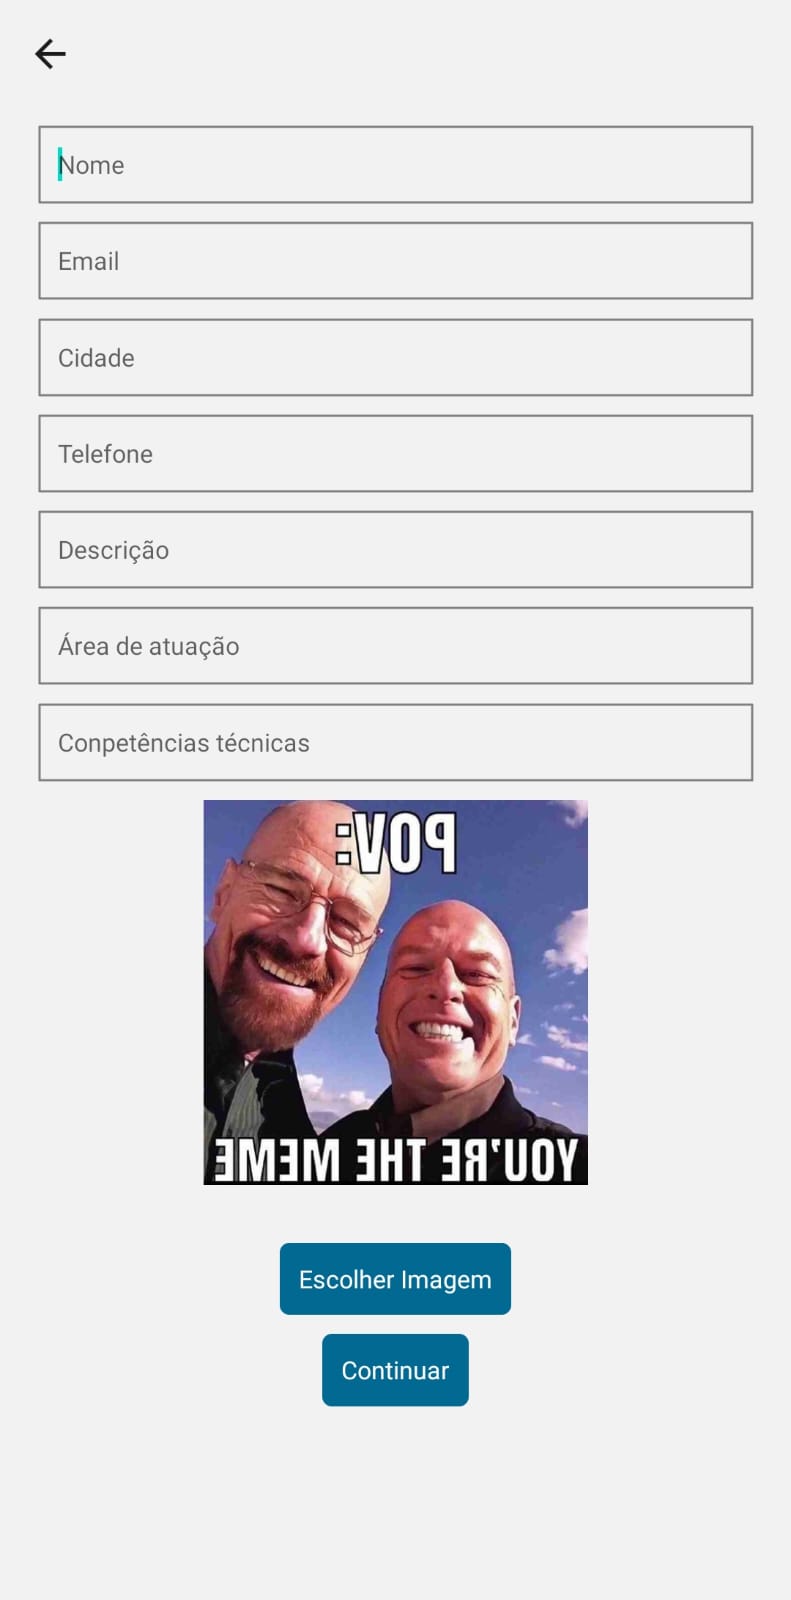 Nome
Email
Cidade
Telefone
Descrição
Área de atuação
Conpetências técnicas
POV:
YOU'RE THE MEME
Escolher Imagem
Continuar